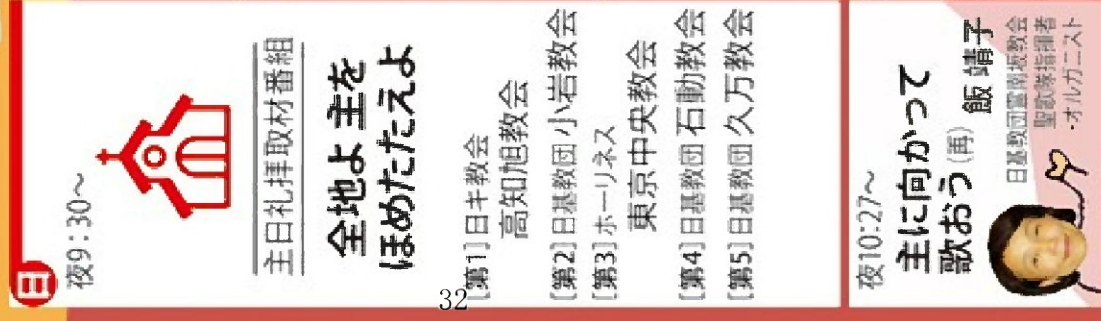 日
夜9:30~
主日礼拝取材番組
全地よ 主を
ほめたたえよ
[第1]日キ教会
高知旭教会
[第2]日基教団 小岩教会
[第3]ホーリネス
東京中央教会
[第4]日基教団 石動教会
[第5]日基教団 久万教会
32
夜10:27~
主に向かって
歌おう(再)
飯 靖子
日基教団霊南坂教会
聖歌隊指揮者
・オルガニスト